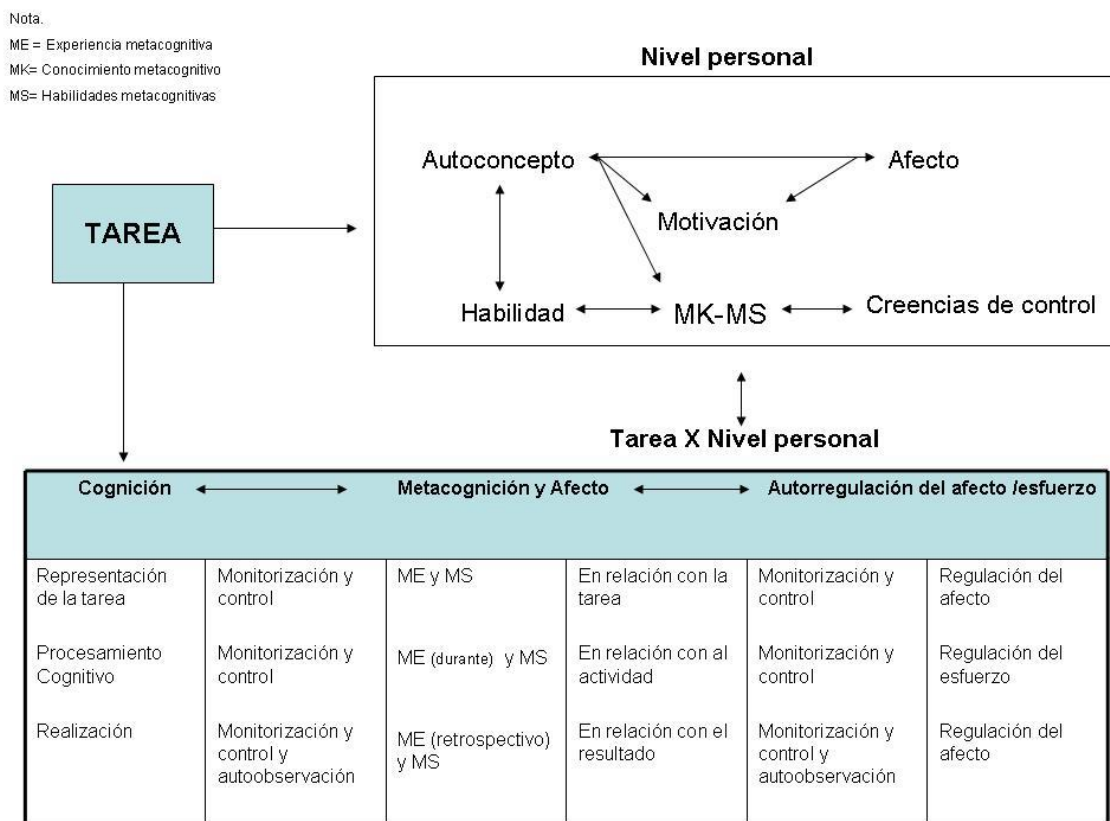 Nota.
ME = Experiencia metacognitiva
MK= Conocimiento metacognitivo
MS= Habilidades metacognitivas
Nivel personal
Autoconcepto
Afecto
Motivación
TAREA
Habilidad
MK-MS
Creencias de control
Tarea X Nivel personal
Cognición
Metacognición y Afecto
Autorregulación del afecto /esfuerzo
Representación
de la tarea
Monitorización y
control
ME y MS
En relación con la
tarea
Monitorización y
control
Regulación del
afecto
Procesamiento
Cognitivo
Monitorización y
control
ME (durante) y MS
En relación con al
actividad
Monitorización y
control
Regulación del
esfuerzo
Realización
Monitorización y
control y
autoobservación
ME (retrospectivo)
y MS
En relación con el
resultado
Monitorización y
control y
autoobservación
Regulación del
afecto